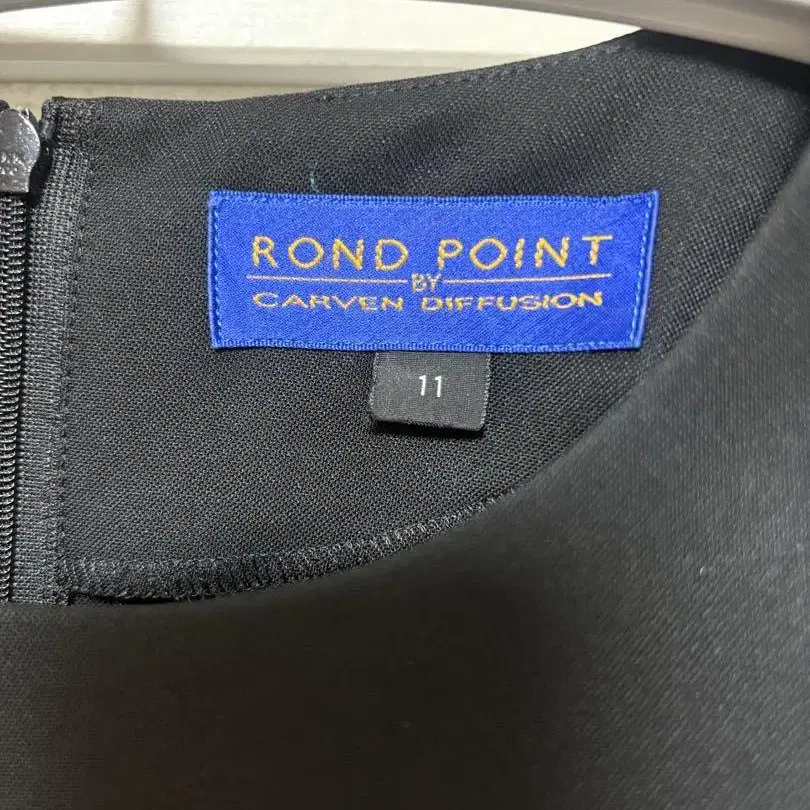 ROND POINT
BY
CARVEN DIFFUSION
11